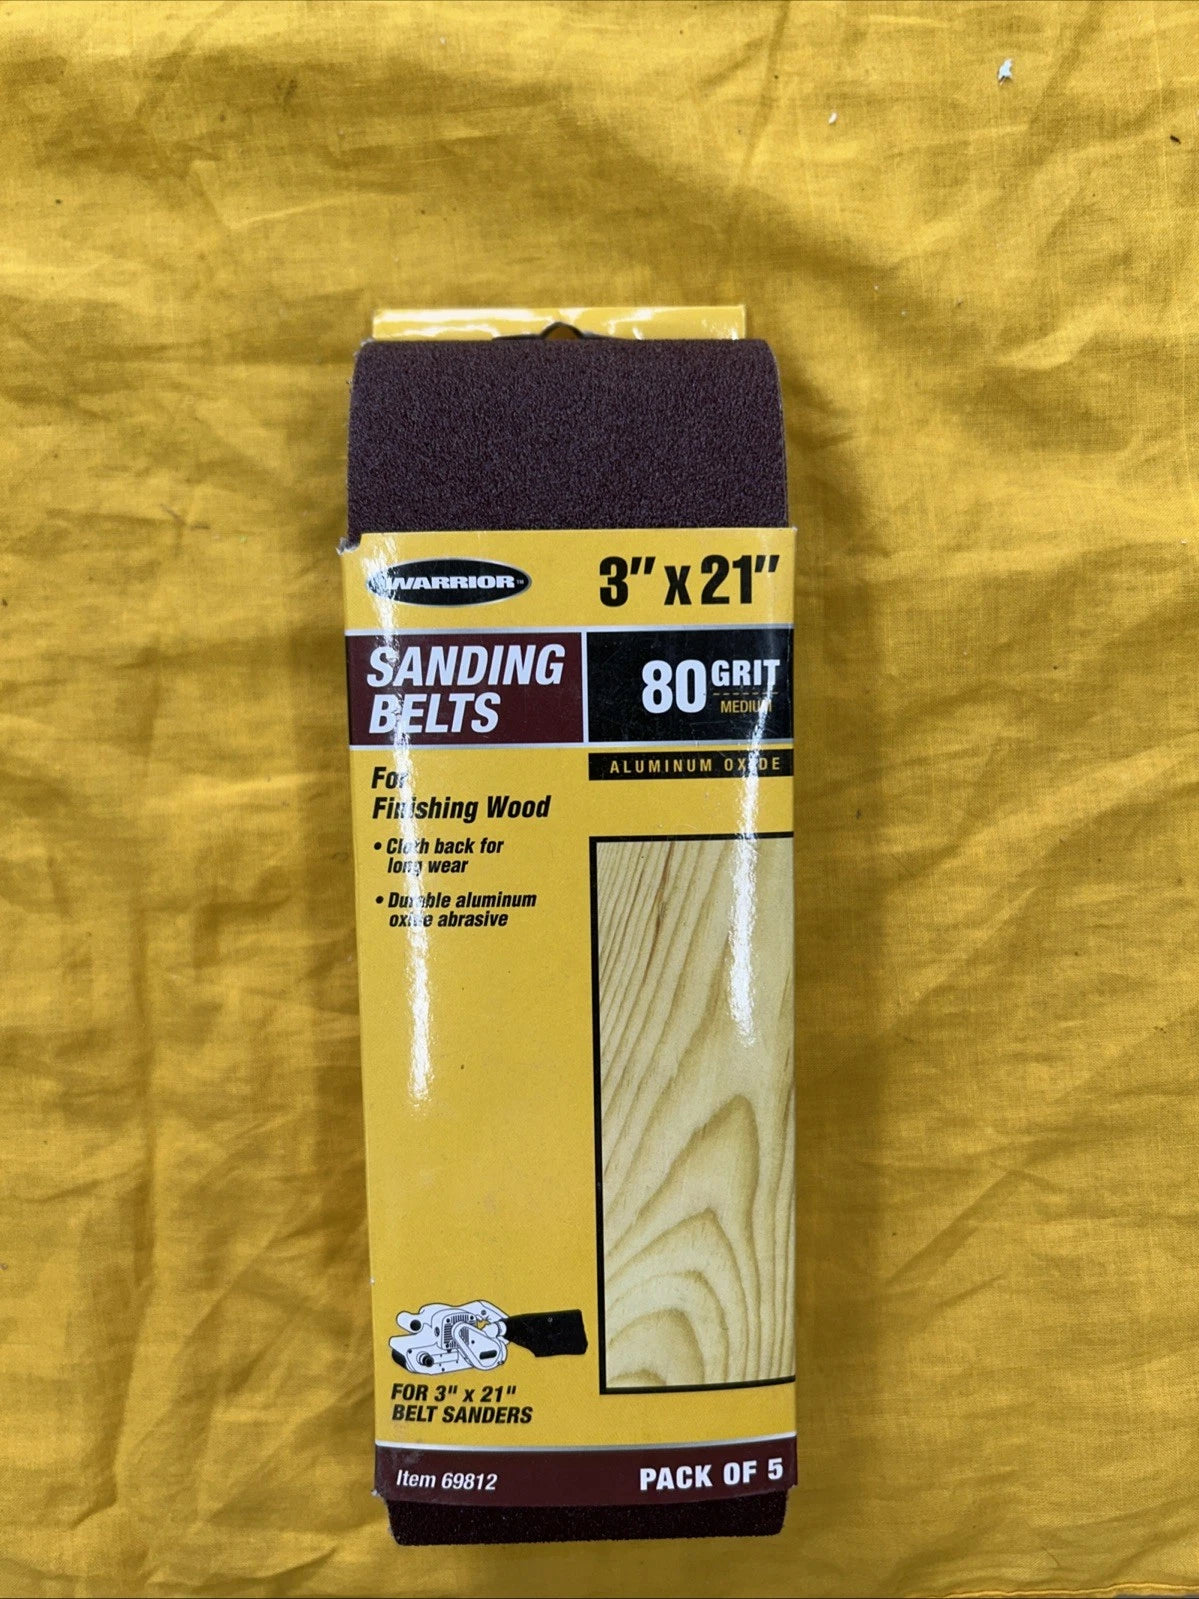 WARRIOR™
3" x 21"
SANDING
BELTS
80 GRIT
MEDIUM
ALUMINUM OXIDE
For
Finishing Wood
• Cloth back for
long wear
• Durable aluminum
oxide abrasive
FOR 3" x 21"
BELT SANDERS
Item 69812
PACK OF 5